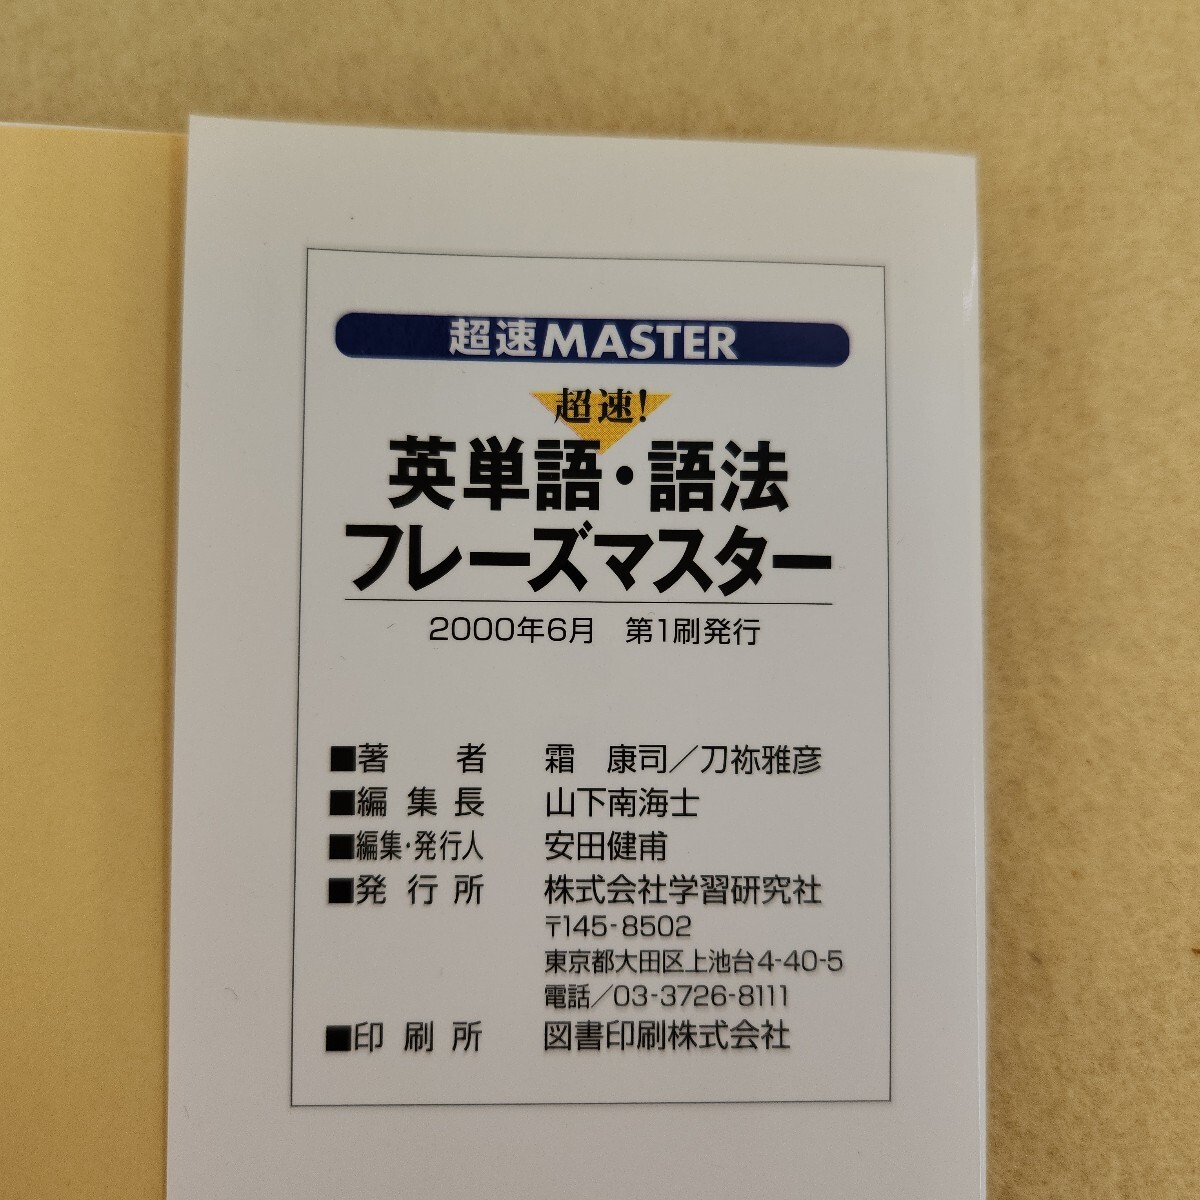 超速MASTER
超速!
英単語・語法
フレーズマスター
2000年6月 第1刷発行
■著者 霜 康司／刀祢雅彦
■編集長 山下南海士
■編集・発行人 安田健甫
■発行所 株式会社学習研究社
〒145-8502
東京都大田区上池台4-40-5
電話／03-3726-8111
■印刷所 図書印刷株式会社